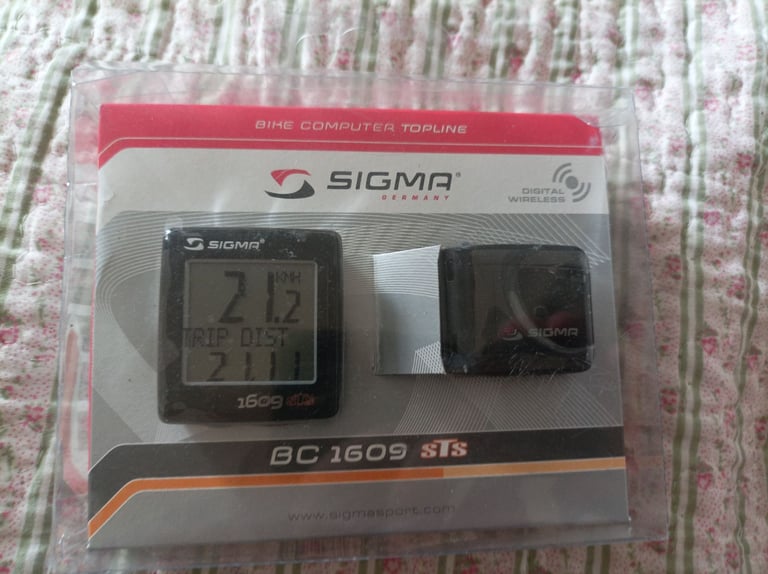 BIKE COMPUTER TOPLINE
SIGMA
GERMANY
DIGITAL
WIRELESS
SIGMA
KMH
21.2
TRIP DIST
21.11
1609 STS
SIGMA
BC 1609 STS
www.sigmasport.com